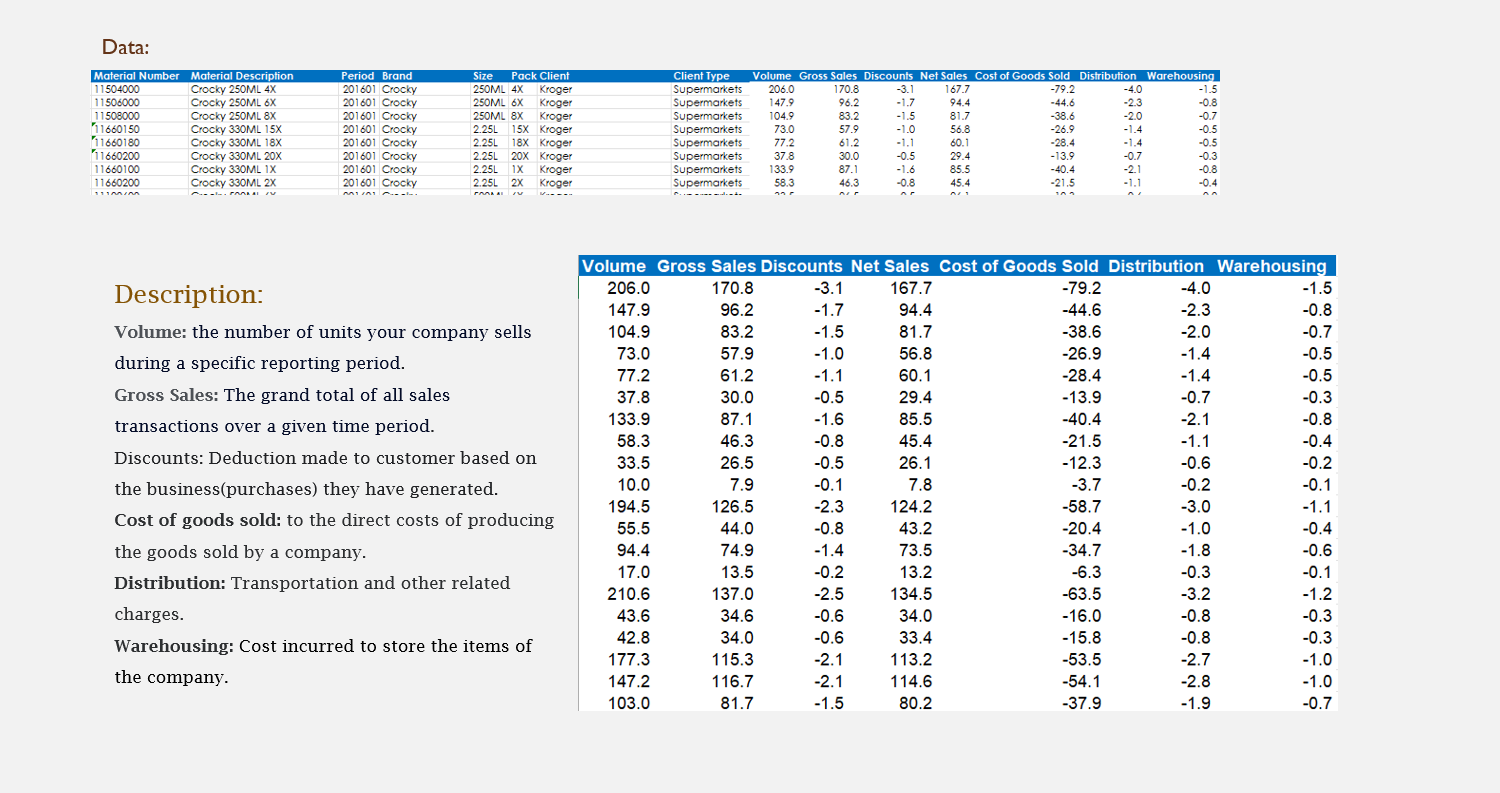 Data:
Material Number Material Description Period Brand Size Pack Client Client Type Volume Gross Sales Discounts Net Sales Cost of Goods Sold Distribution Warehousing
11504000 Crocky 250ML 4X 201601 Crocky 250ML 4X Kroger Supermarkets 206.0 170.8 -3.1 167.7 -79.2 -4.0 -1.5
11506000 Crocky 250ML 6X 201601 Crocky 250ML 6X Kroger Supermarkets 147.9 96.2 -1.7 94.4 -44.6 -2.3 -0.8
11508000 Crocky 250ML 8X 201601 Crocky 250ML 8X Kroger Supermarkets 104.9 83.2 -1.5 81.7 -38.6 -2.0 -0.7
11660150 Crocky 330ML 15X 201601 Crocky 2.25L 15X Kroger Supermarkets 73.0 57.9 -1.0 56.8 -26.9 -1.4 -0.5
11660180 Crocky 330ML 18X 201601 Crocky 2.25L 18X Kroger Supermarkets 77.2 61.2 -1.1 60.1 -28.4 -1.4 -0.5
11660200 Crocky 330ML 20X 201601 Crocky 2.25L 20X Kroger Supermarkets 37.8 30.0 -0.5 29.4 -13.9 -0.7 -0.3
11660100 Crocky 330ML 1X 201601 Crocky 2.25L 1X Kroger Supermarkets 133.9 87.1 -1.6 85.5 -40.4 -2.1 -0.8
11660200 Crocky 330ML 2X 201601 Crocky 2.25L 2X Kroger Supermarkets 58.3 46.3 -0.8 45.4 -21.5 -1.1 -0.4
Description:
Volume: the number of units your company sells
during a specific reporting period.
Gross Sales: The grand total of all sales
transactions over a given time period.
Discounts: Deduction made to customer based on
the business(purchases) they have generated.
Cost of goods sold: to the direct costs of producing
the goods sold by a company.
Distribution: Transportation and other related
charges.
Warehousing: Cost incurred to store the items of
the company.
Volume Gross Sales Discounts Net Sales Cost of Goods Sold Distribution Warehousing
206.0 170.8 -3.1 167.7 -79.2 -4.0 -1.5
147.9 96.2 -1.7 94.4 -44.6 -2.3 -0.8
104.9 83.2 -1.5 81.7 -38.6 -2.0 -0.7
73.0 57.9 -1.0 56.8 -26.9 -1.4 -0.5
77.2 61.2 -1.1 60.1 -28.4 -1.4 -0.5
37.8 30.0 -0.5 29.4 -13.9 -0.7 -0.3
133.9 87.1 -1.6 85.5 -40.4 -2.1 -0.8
58.3 46.3 -0.8 45.4 -21.5 -1.1 -0.4
33.5 26.5 -0.5 26.1 -12.3 -0.6 -0.2
10.0 7.9 -0.1 7.8 -3.7 -0.2 -0.1
194.5 126.5 -2.3 124.2 -58.7 -3.0 -1.1
55.5 44.0 -0.8 43.2 -20.4 -1.0 -0.4
94.4 74.9 -1.4 73.5 -34.7 -1.8 -0.6
17.0 13.5 -0.2 13.2 -6.3 -0.3 -0.1
210.6 137.0 -2.5 134.5 -63.5 -3.2 -1.2
43.6 34.6 -0.6 34.0 -16.0 -0.8 -0.3
42.8 34.0 -0.6 33.4 -15.8 -0.8 -0.3
177.3 115.3 -2.1 113.2 -53.5 -2.7 -1.0
147.2 116.7 -2.1 114.6 -54.1 -2.8 -1.0
103.0 81.7 -1.5 80.2 -37.9 -1.9 -0.7